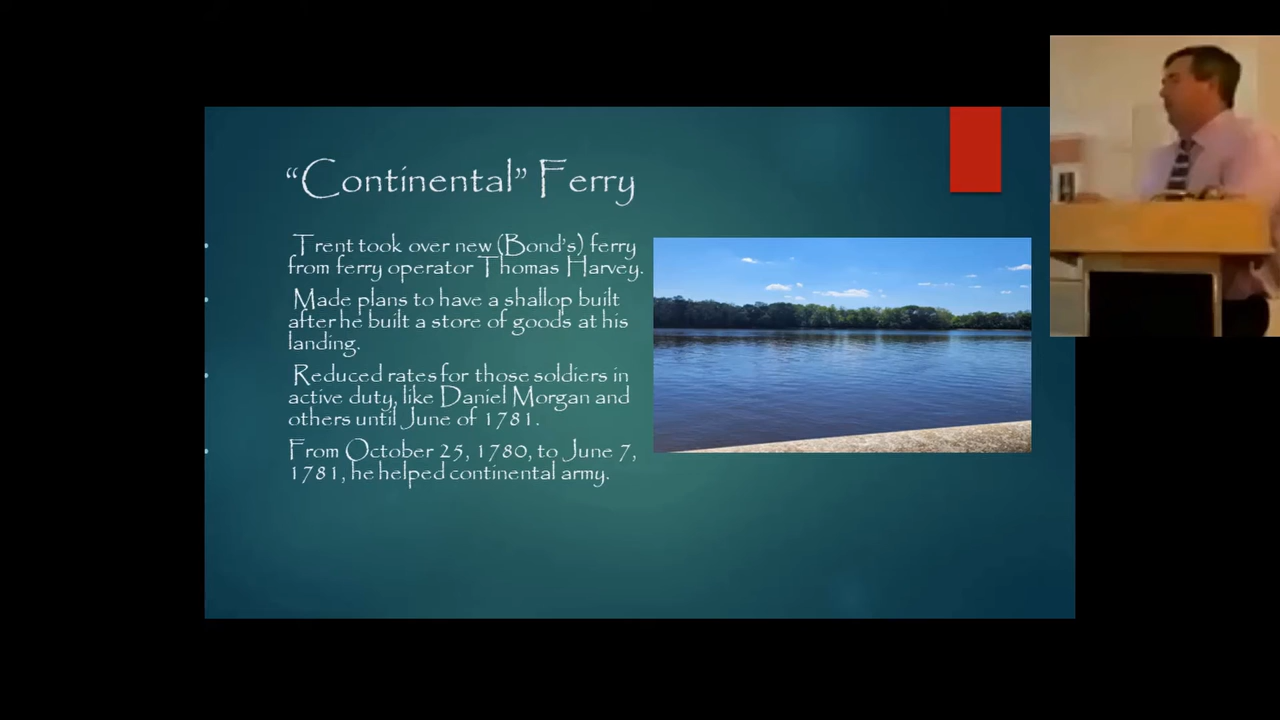 “Continental” Ferry
Trent took over new (Bond’s) ferry
from ferry operator Thomas Harvey.
Made plans to have a shallop built
after he built a store of goods at his
landing.
Reduced rates for those soldiers in
active duty, like Daniel Morgan and
others until June of 1781.
From October 25, 1780, to June 7,
1781, he helped continental army.